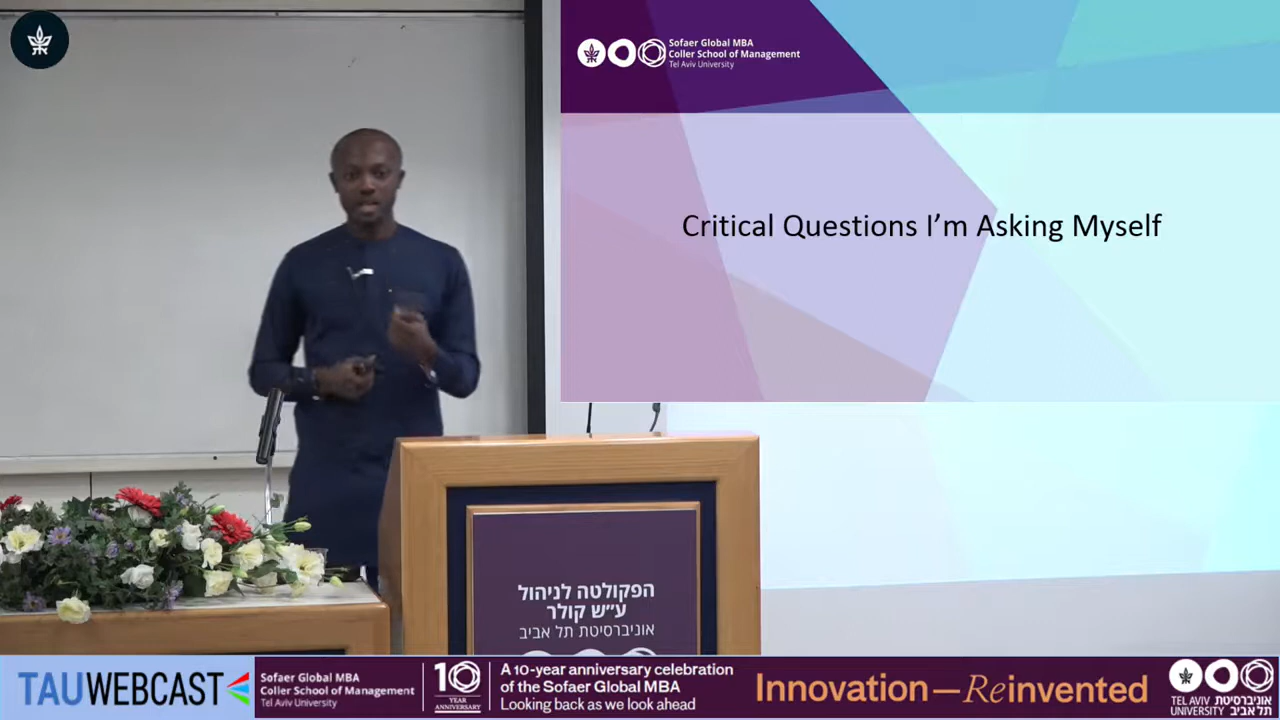 Sofaer Global MBA
Coller School of Management
Tel Aviv University
Critical Questions I'm Asking Myself
הפקולטה לניהול
ע״ש קולר
אוניברסיטת תל אביב
TAUWEBCAST
Sofaer Global MBA
Coller School of Management
Tel Aviv University
10
YEAR
ANNIVERSARY
A 10-year anniversary celebration
of the Sofaer Global MBA
Looking back as we look ahead
Innovation—Reinvented
TEL AVIV אוניברסיטת
UNIVERSITY תל אביב